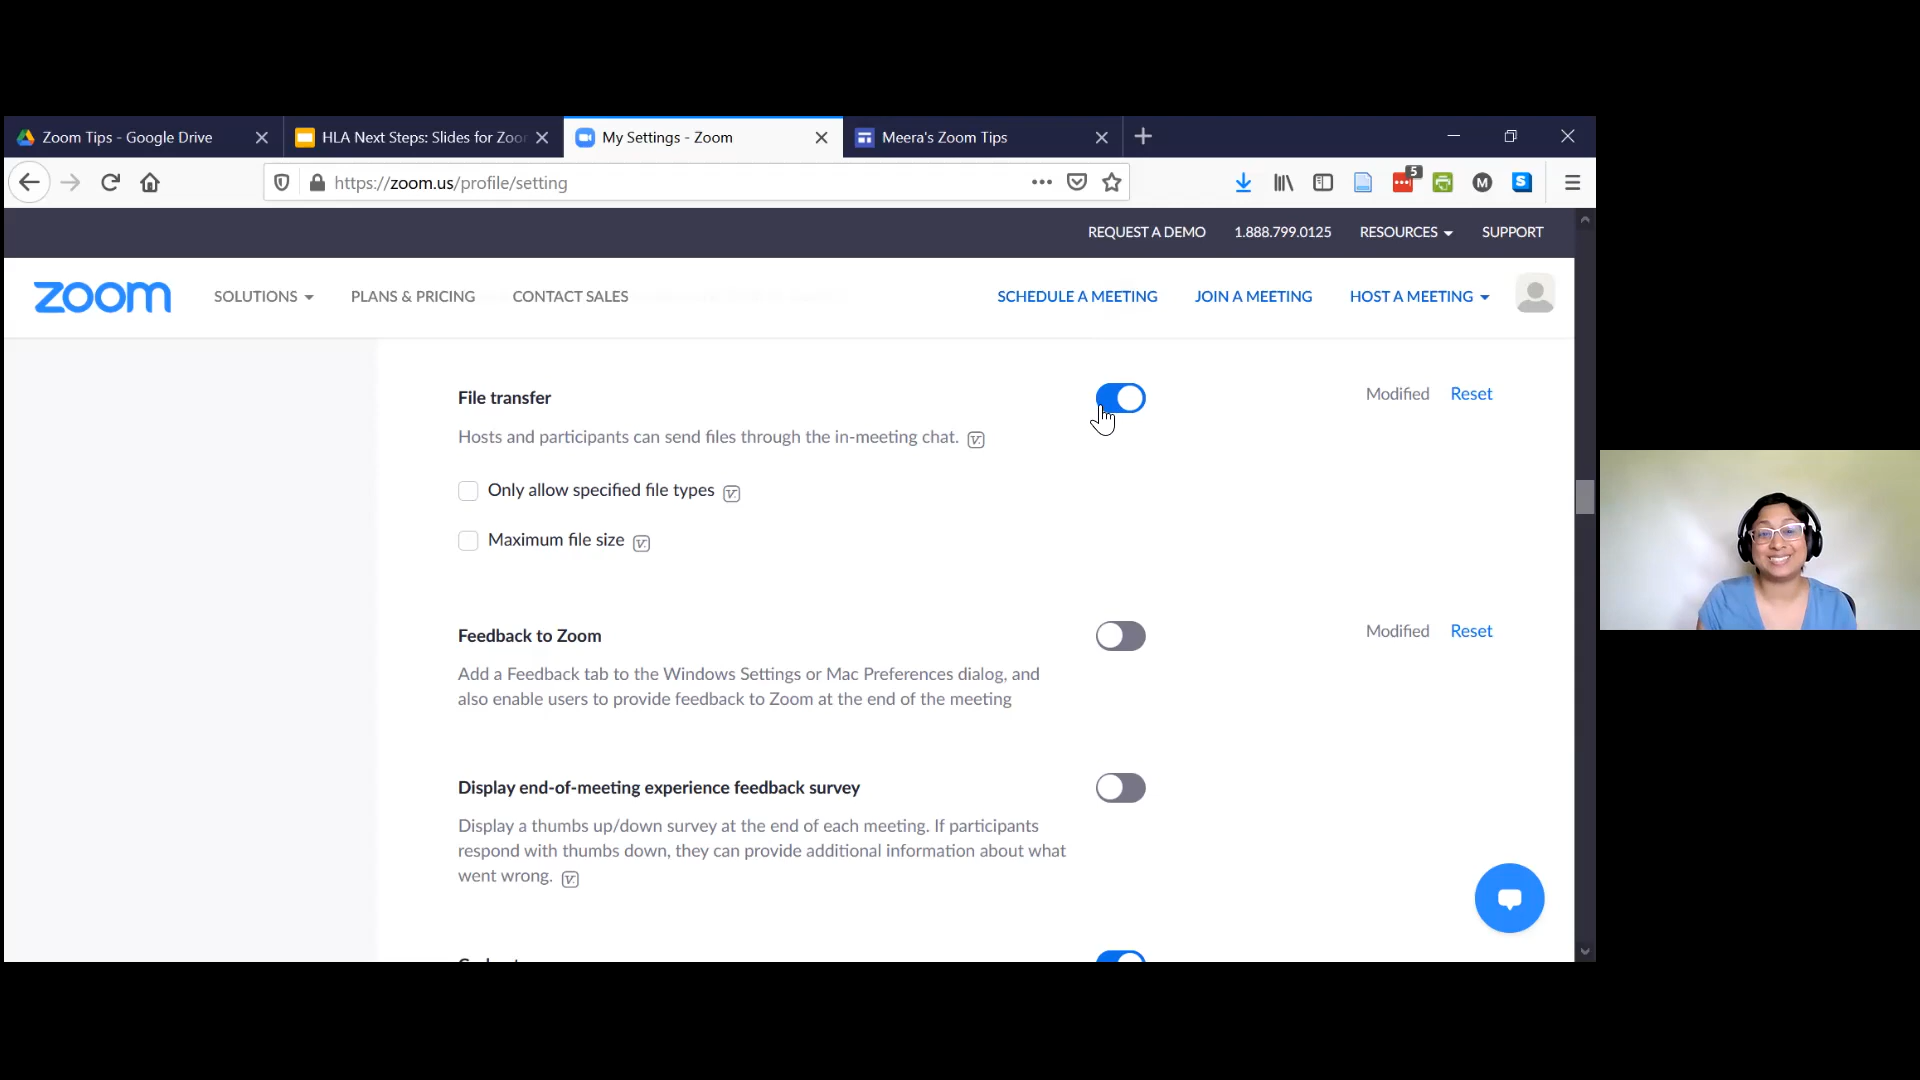 Zoom Tips - Google Drive
HLA Next Steps: Slides for Zoo
My Settings - Zoom
Meera's Zoom Tips
https://zoom.us/profile/setting
5
M
S
REQUEST A DEMO
1.888.799.0125
RESOURCES
SUPPORT
zoom
SOLUTIONS
PLANS & PRICING
CONTACT SALES
SCHEDULE A MEETING
JOIN A MEETING
HOST A MEETING
File transfer
Modified
Reset
Hosts and participants can send files through the in-meeting chat.
Only allow specified file types
Maximum file size
Feedback to Zoom
Modified
Reset
Add a Feedback tab to the Windows Settings or Mac Preferences dialog, and
also enable users to provide feedback to Zoom at the end of the meeting
Display end-of-meeting experience feedback survey
Display a thumbs up/down survey at the end of each meeting. If participants
respond with thumbs down, they can provide additional information about what
went wrong.